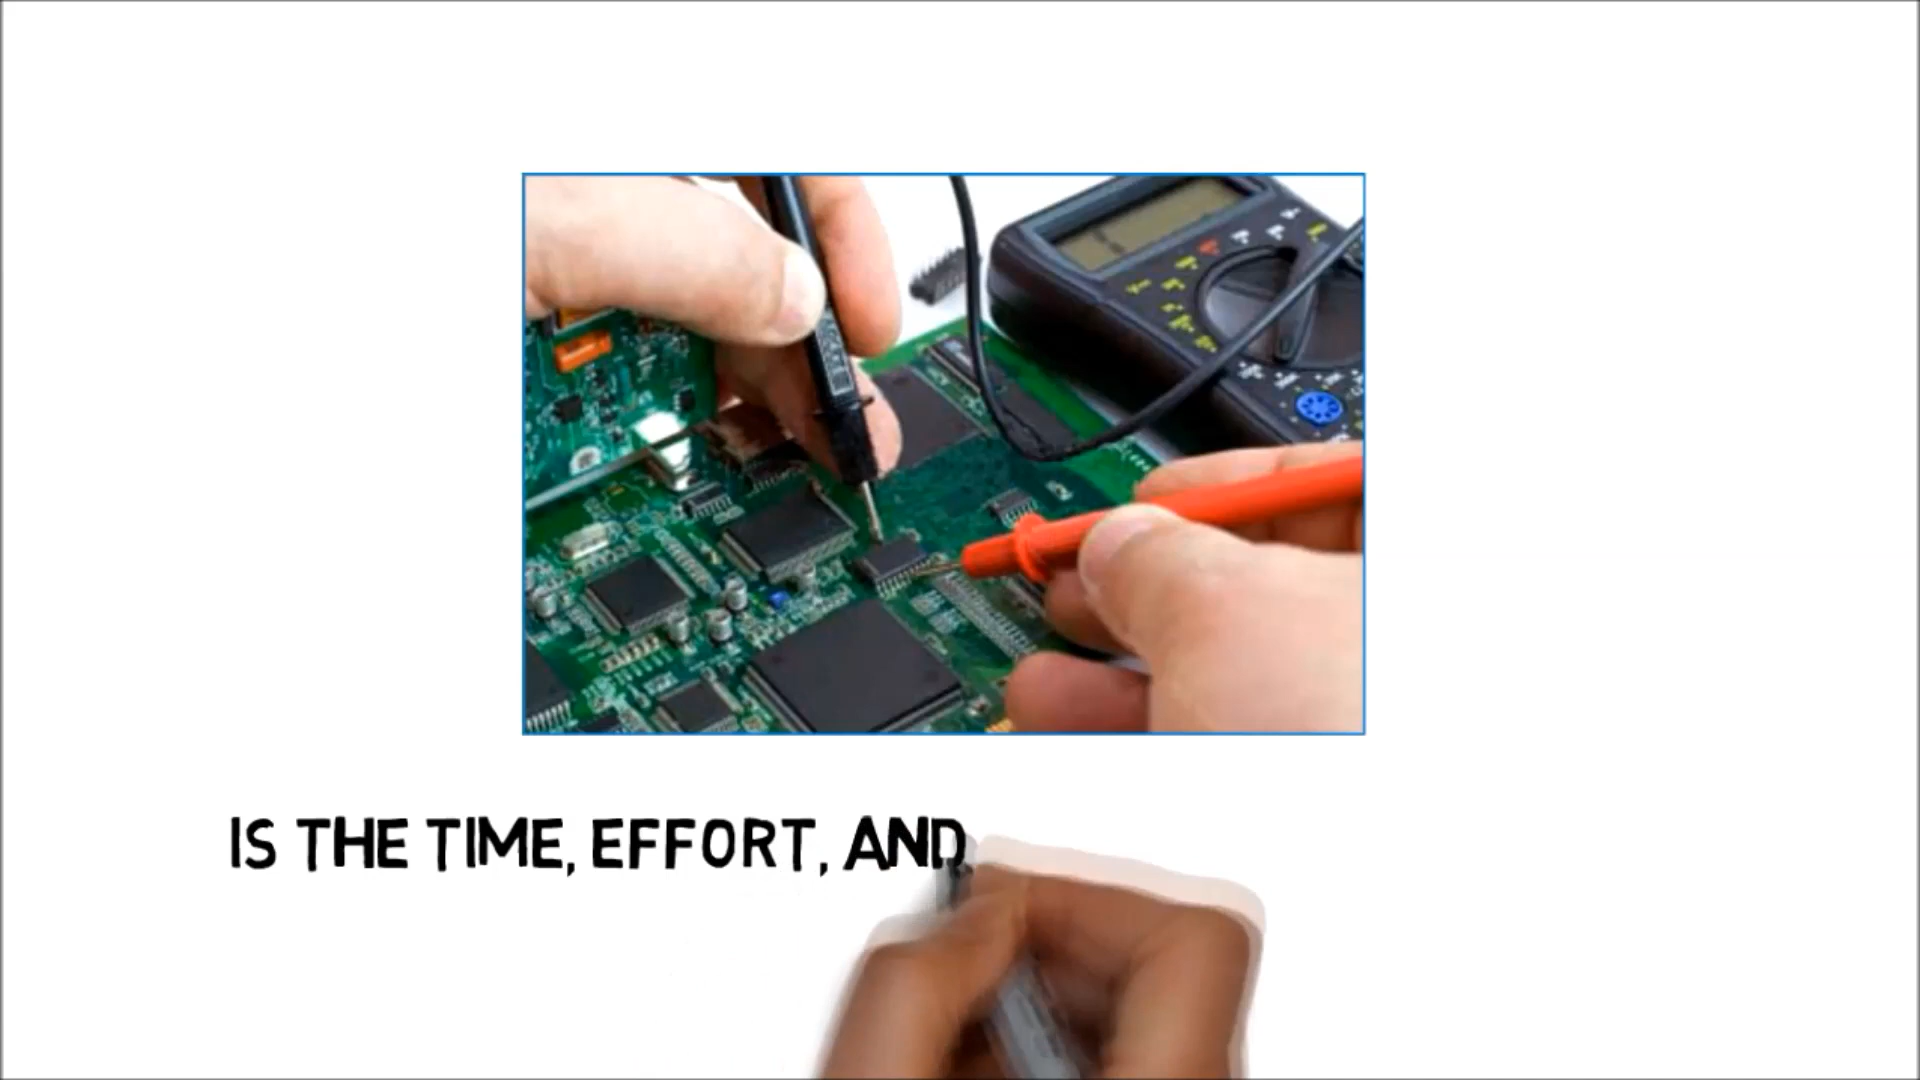 IS THE TIME, EFFORT, AND